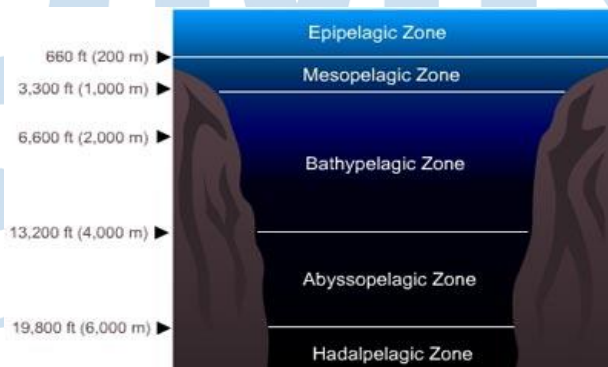 Epipelagic Zone
660 ft (200 m)
Mesopelagic Zone
3,300 ft (1,000 m)
6,600 ft (2,000 m)
Bathypelagic Zone
13,200 ft (4,000 m)
Abyssopelagic Zone
19,800 ft (6,000 m)
Hadalpelagic Zone